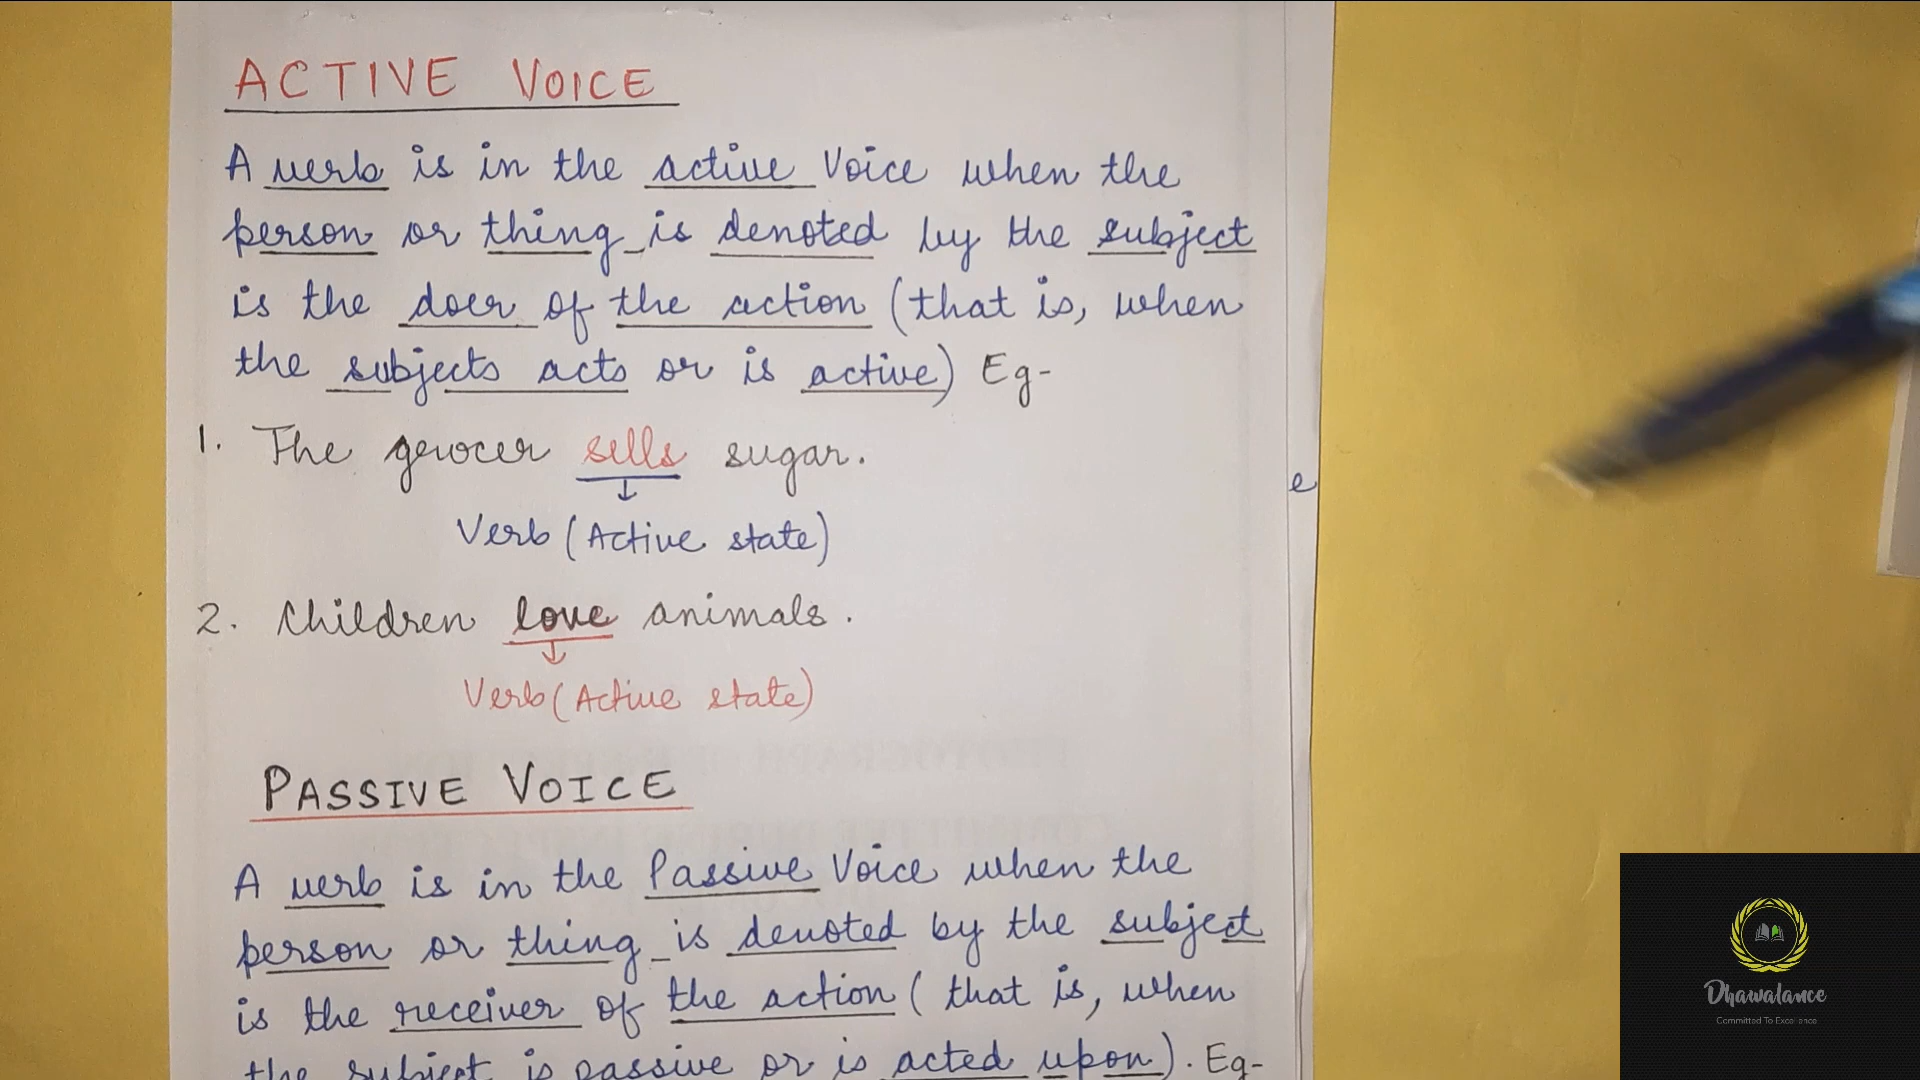 ACTIVE VOICE
A verb is in the active Voice when the
person or thing is denoted by the subject
is the doer of the action (that is, when
the subjects acts or is active) Eg-
1. The grocer sells sugar.
Verb (Active state)
e
2. Children love animals.
Verb (Active state)
PASSIVE VOICE
A verb is in the Passive Voice when the
person or thing is denoted by the subject
is the receiver of the action (that is, when
the subject is passive or is acted upon). Eg-
Dhawalance
Committed To Excellence